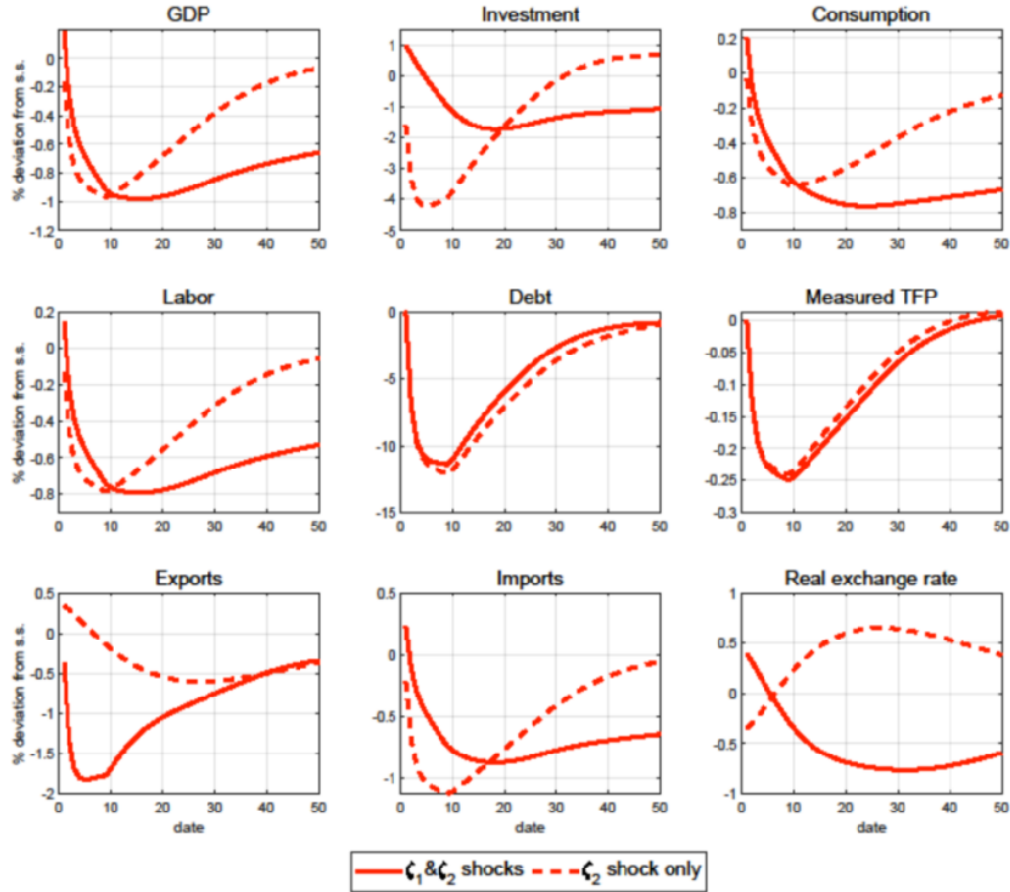 GDP
Investment
Consumption
% deviation from s.s.
0
-0.2
-0.4
-0.6
-0.8
-1
-1.2
0 10 20 30 40 50
1
0
-1
-2
-3
-4
-5
0 10 20 30 40 50
0.2
0
-0.2
-0.4
-0.6
-0.8
0 10 20 30 40 50
Labor
Debt
Measured TFP
% deviation from s.s.
0.2
0
-0.2
-0.4
-0.6
-0.8
0 10 20 30 40 50
0
-5
-10
-15
0 10 20 30 40 50
0
-0.05
-0.1
-0.15
-0.2
-0.25
-0.3
0 10 20 30 40 50
Exports
Imports
Real exchange rate
% deviation from s.s.
0.5
0
-0.5
-1
-1.5
-2
0 10 20 30 40 50
date
0.5
0
-0.5
-1
0 10 20 30 40 50
date
1
0.5
0
-0.5
-1
0 10 20 30 40 50
date
ζ1&ζ2 shocks ζ2 shock only